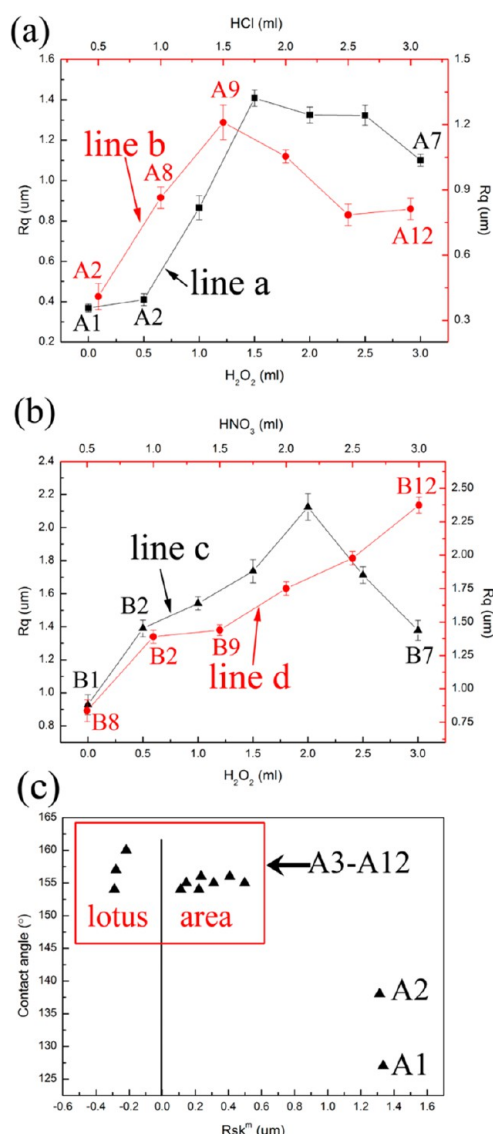 (a)
HCl (ml)
0.5 1.0 1.5 2.0 2.5 3.0
1.6 1.4 1.2 1.0 0.8 0.6 0.4 0.2
Rq (um)
1.5 1.2 0.9 0.6 0.3
Rq (um)
A9
line b
A8
A7
A2
A12
line a
A1
A2
0.0 0.5 1.0 1.5 2.0 2.5 3.0
H₂O₂ (ml)
(b)
HNO₃ (ml)
0.5 1.0 1.5 2.0 2.5 3.0
2.4 2.2 2.0 1.8 1.6 1.4 1.2 1.0 0.8
Rq (um)
2.50 2.25 2.00 1.75 1.50 1.25 1.00 0.75
Rq (um)
B12
line c
B2
B2
B9
line d
B7
B1
B8
0.0 0.5 1.0 1.5 2.0 2.5 3.0
H₂O₂ (ml)
(c)
165 160 155 150 145 140 135 130 125
Contact angle (°)
A3-A12
lotus area
A2
A1
-0.6 -0.4 -0.2 0.0 0.2 0.4 0.6 0.8 1.0 1.2 1.4 1.6
Rskᵐ (um)